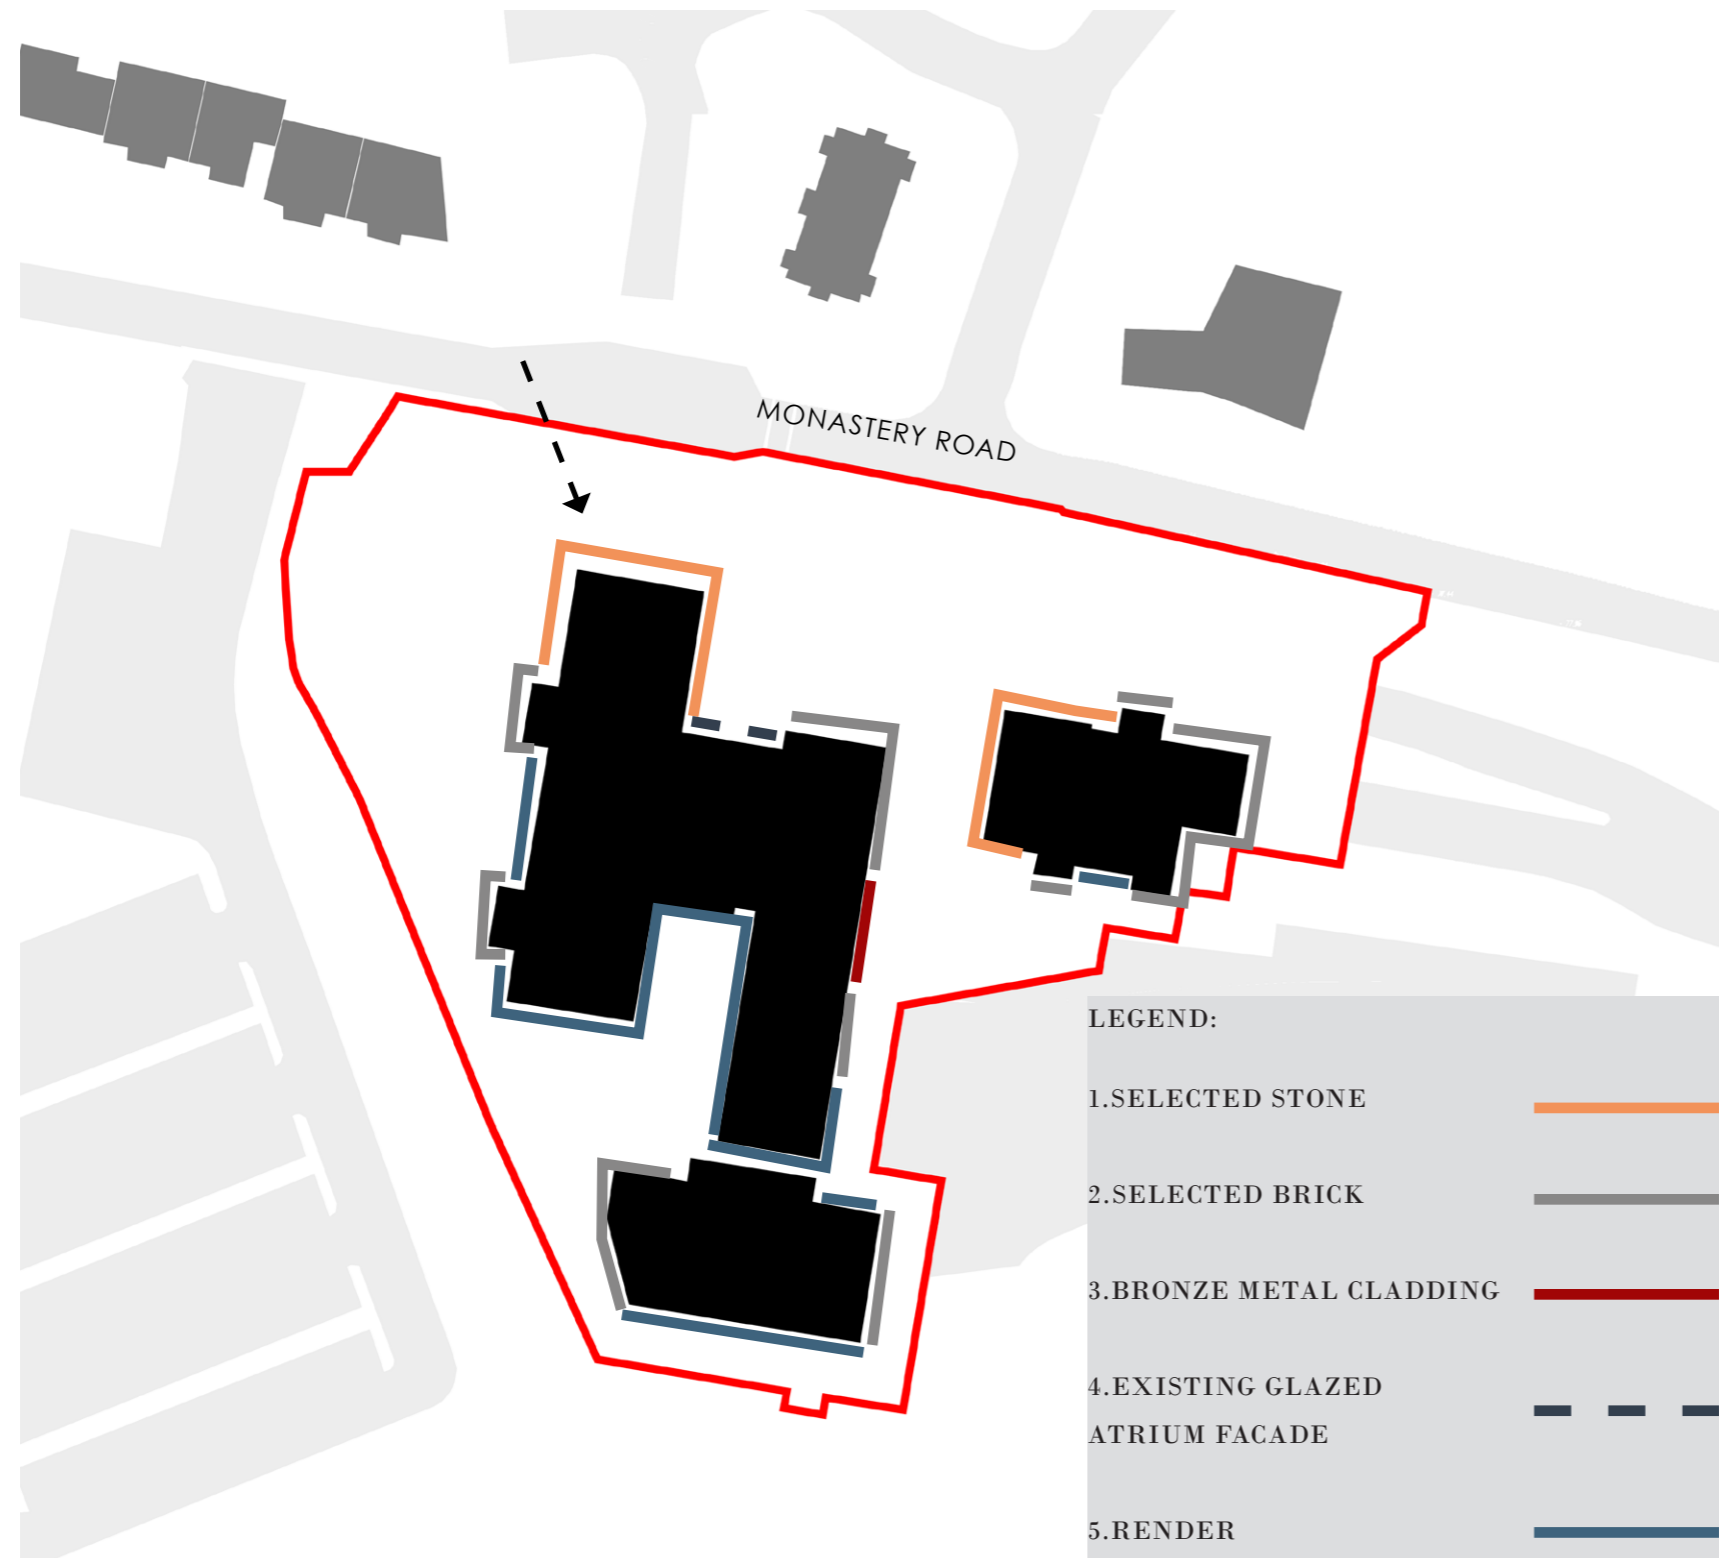 MONASTERY ROAD
LEGEND:
1.SELECTED STONE
2.SELECTED BRICK
3.BRONZE METAL CLADDING
4.EXISTING GLAZED
ATRIUM FACADE
5.RENDER